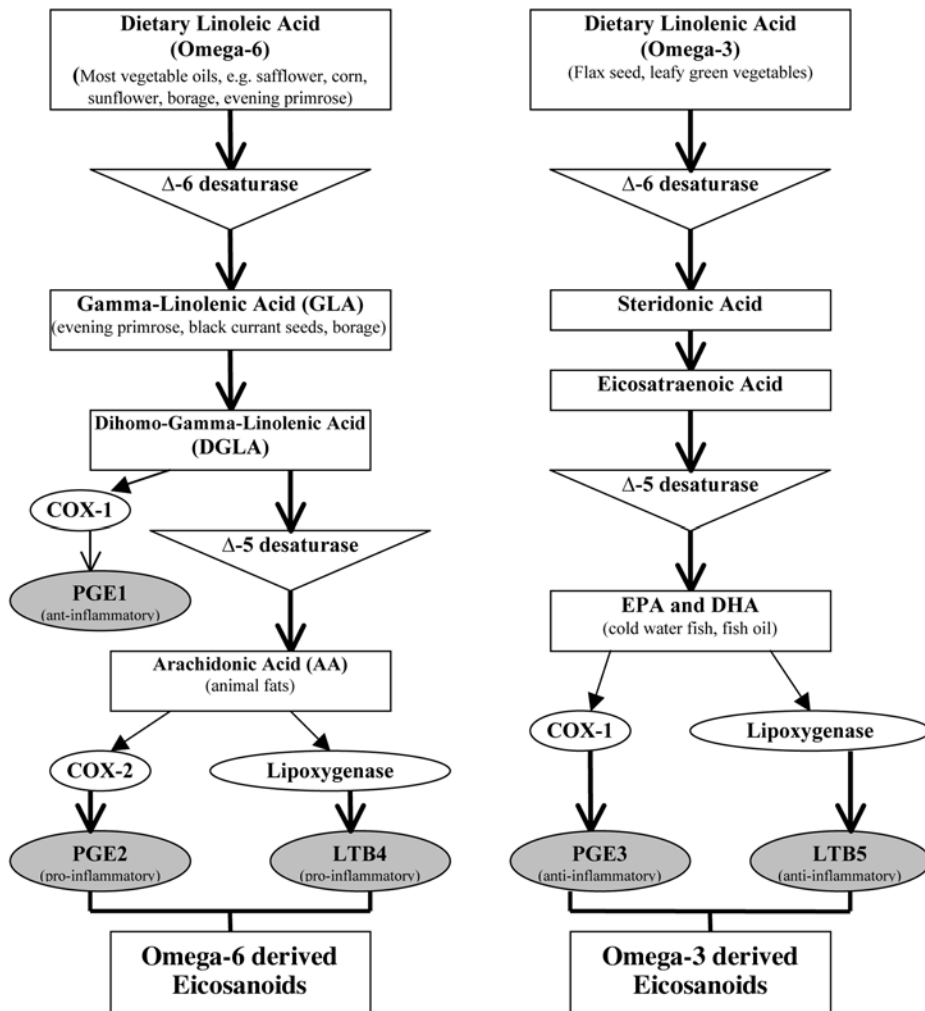 Dietary Linoleic Acid
(Omega-6)
(Most vegetable oils, e.g. safflower, corn,
sunflower, borage, evening primrose)
Δ-6 desaturase
Gamma-Linolenic Acid (GLA)
(evening primrose, black currant seeds, borage)
Dihomo-Gamma-Linolenic Acid
(DGLA)
COX-1
Δ-5 desaturase
PGE1
(ant-inflammatory)
Arachidonic Acid (AA)
(animal fats)
COX-2
Lipoxygenase
PGE2
(pro-inflammatory)
LTB4
(pro-inflammatory)
Omega-6 derived
Eicosanoids
Dietary Linolenic Acid
(Omega-3)
(Flax seed, leafy green vegetables)
Δ-6 desaturase
Steridonic Acid
Eicosatraenoic Acid
Δ-5 desaturase
EPA and DHA
(cold water fish, fish oil)
COX-1
Lipoxygenase
PGE3
(anti-inflammatory)
LTB5
(anti-inflammatory)
Omega-3 derived
Eicosanoids